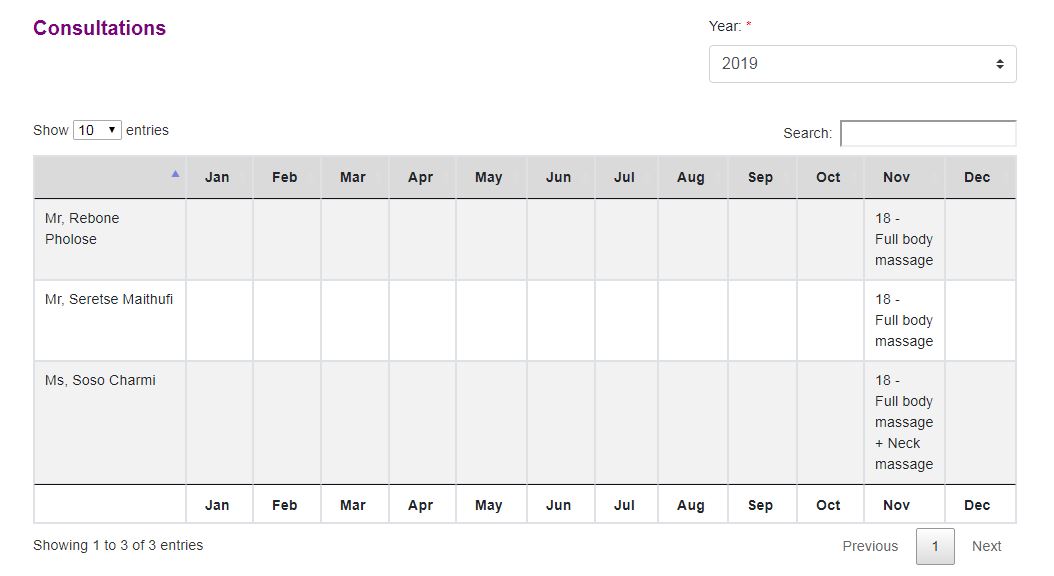 Consultations
Year: *
2019
Show 10 entries
Search:
Jan Feb Mar Apr May Jun Jul Aug Sep Oct Nov Dec
Mr, Rebone
Pholose
18 -
Full body
massage
Mr, Seretse Maithufi
18 -
Full body
massage
Ms, Soso Charmi
18 -
Full body
massage
+ Neck
massage
Jan Feb Mar Apr May Jun Jul Aug Sep Oct Nov Dec
Showing 1 to 3 of 3 entries
Previous 1 Next